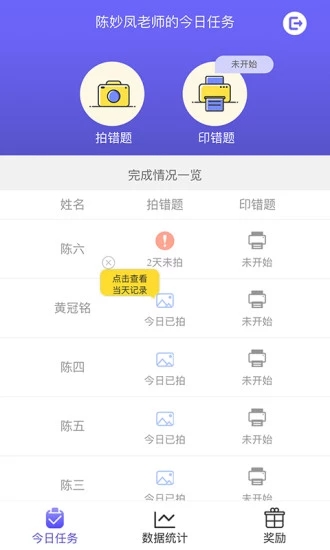 陈妙凤老师的今日任务
未开始
拍错题
印错题
完成情况一览
姓名 拍错题 印错题
陈六 2天未拍 未开始
点击查看
当天记录
黄冠铭 今日已拍 未开始
陈四 今日已拍 未开始
陈五 今日已拍 未开始
陈三 今日已拍 未开始
今日任务 数据统计 奖励